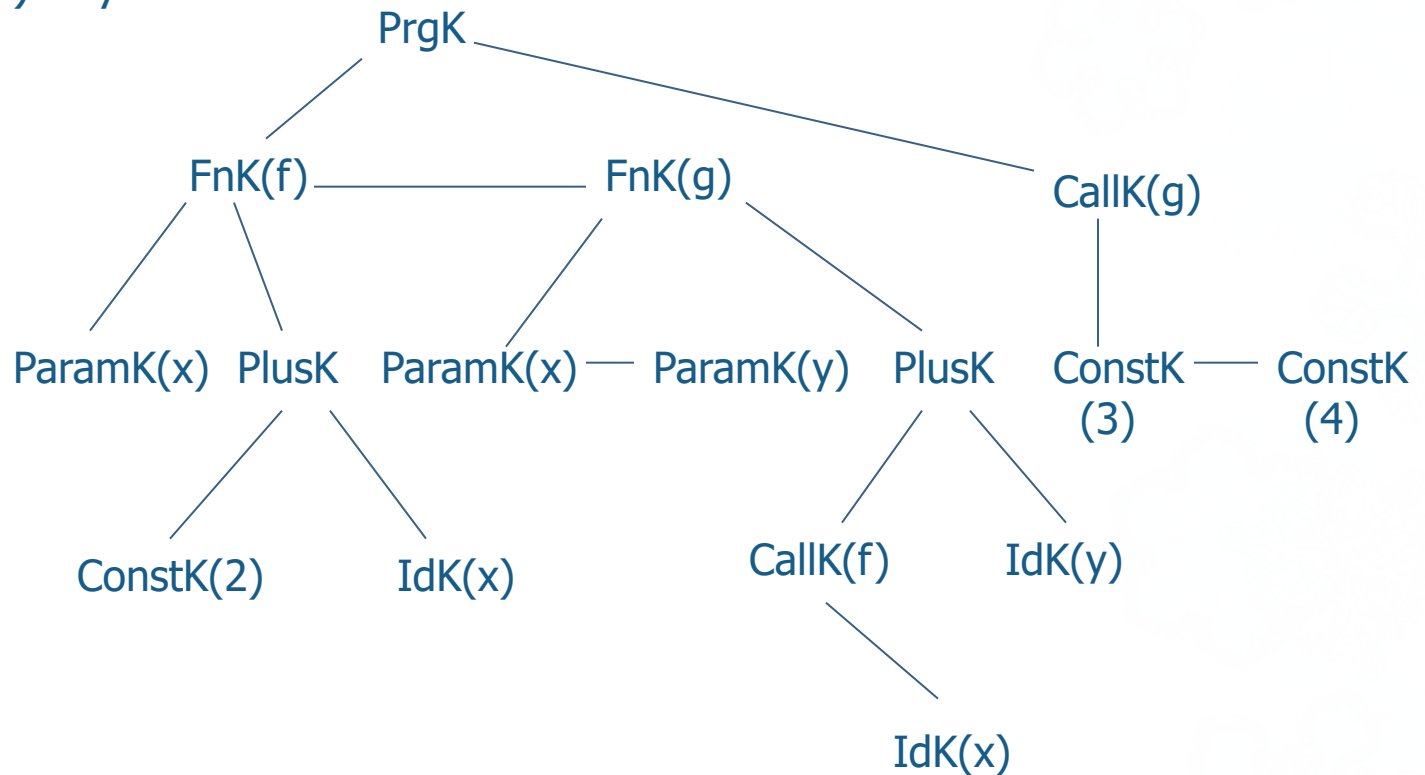 PrgK
FnK(f) FnK(g) CallK(g)
ParamK(x) PlusK ParamK(x) ParamK(y) PlusK ConstK (3) ConstK (4)
ConstK(2) IdK(x) CallK(f) IdK(y)
IdK(x)